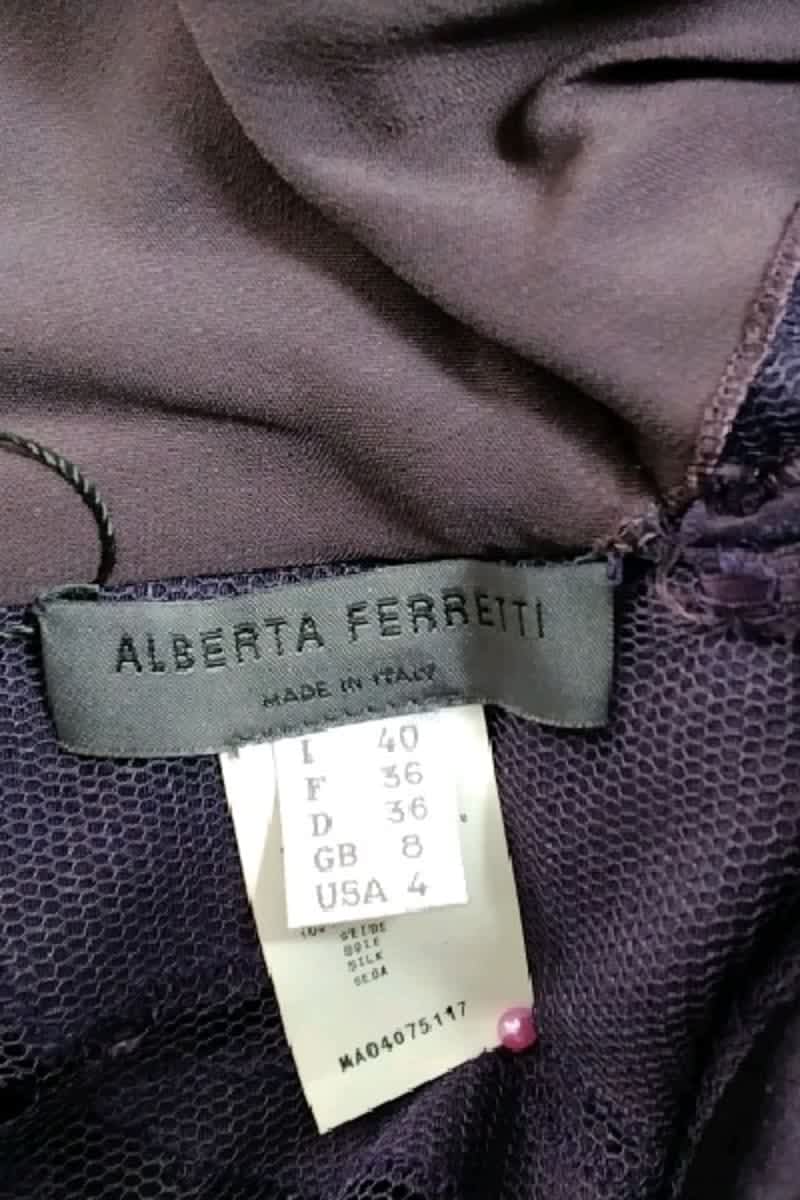 ALBERTA FERRETTI
MADE IN ITALY
I 40
F 36
D 36
GB 8
USA 4
SEIDE
SOIE
SILK
SEDA
MA04075117